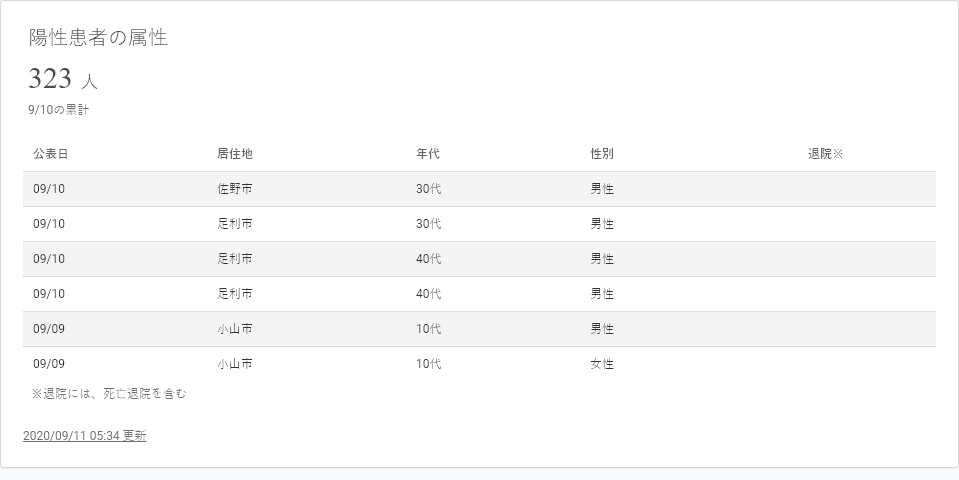 陽性患者の属性
323 人
9/10の累計
公表日 居住地 年代 性別 退院※
09/10 佐野市 30代 男性
09/10 足利市 30代 男性
09/10 足利市 40代 男性
09/10 足利市 40代 男性
09/09 小山市 10代 男性
09/09 小山市 10代 女性
※退院には、死亡退院を含む
2020/09/11 05:34 更新